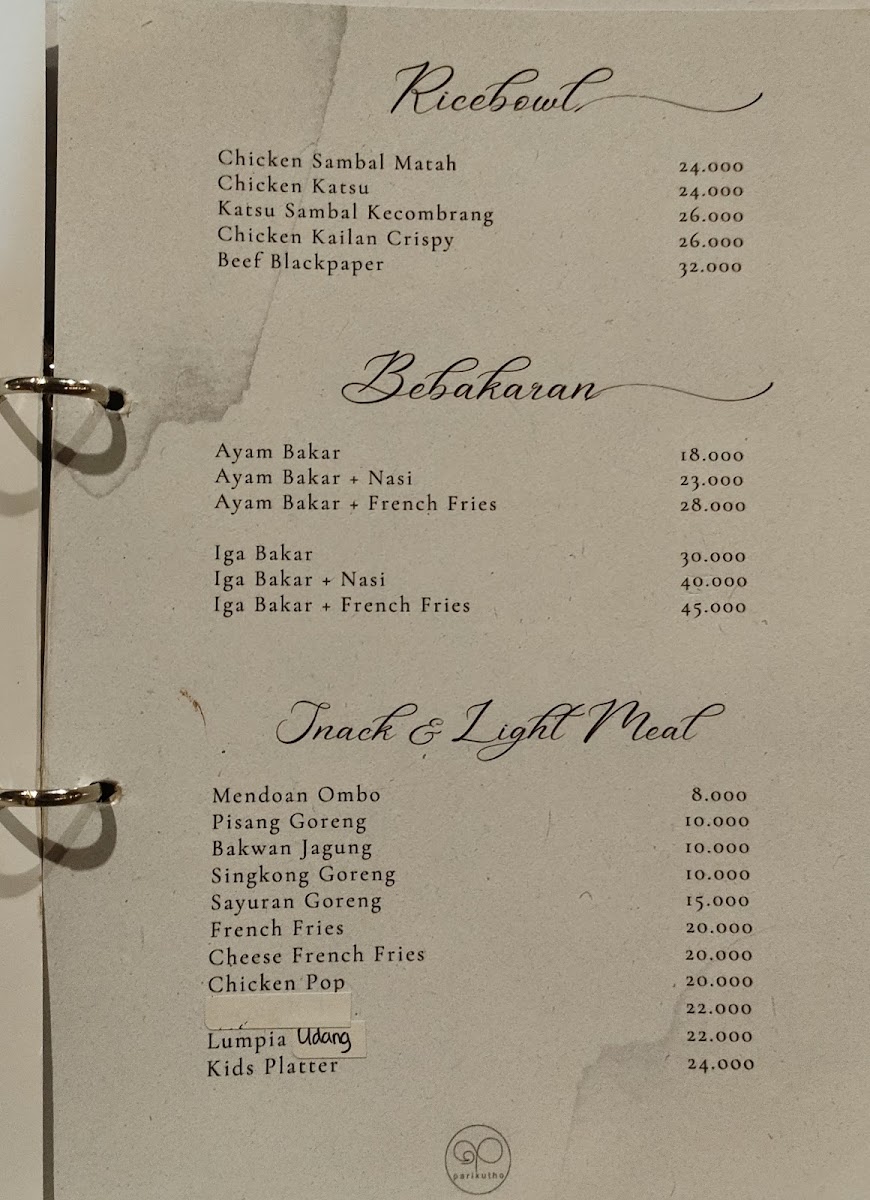 Ricebowl
Chicken Sambal Matah 24.000
Chicken Katsu 24.000
Katsu Sambal Kecombrang 26.000
Chicken Kailan Crispy 26.000
Beef Blackpaper 32.000
Bebakaran
Ayam Bakar 18.000
Ayam Bakar + Nasi 23.000
Ayam Bakar + French Fries 28.000
Iga Bakar 30.000
Iga Bakar + Nasi 40.000
Iga Bakar + French Fries 45.000
Snack & Light Meal
Mendoan Ombo 8.000
Pisang Goreng 10.000
Bakwan Jagung 10.000
Singkong Goreng 10.000
Sayuran Goreng 15.000
French Fries 20.000
Cheese French Fries 20.000
Chicken Pop 20.000
22.000
Lumpia Udang 22.000
Kids Platter 24.000
parikutho